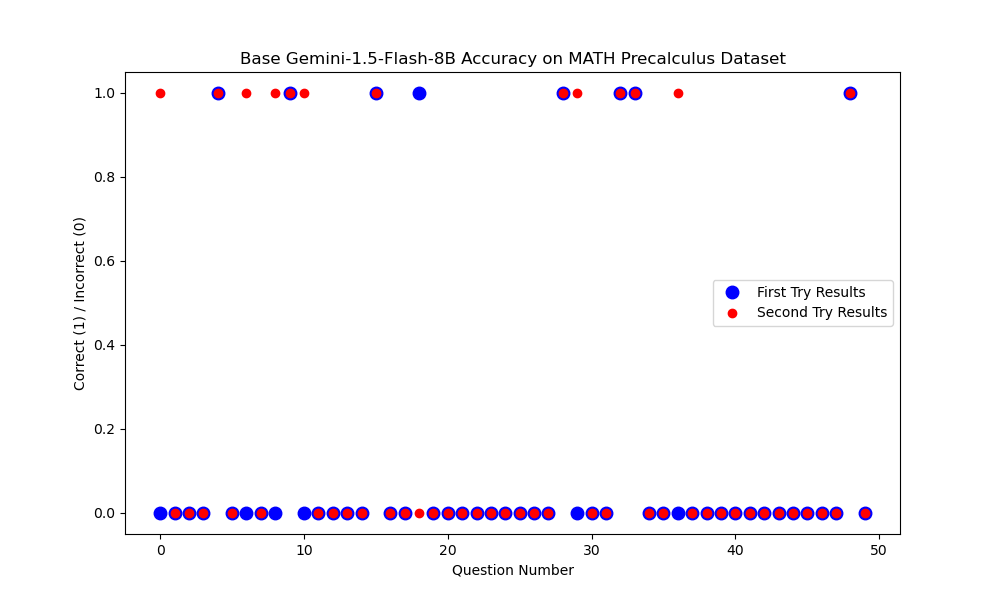 Base Gemini-1.5-Flash-8B Accuracy on MATH Precalculus Dataset
Correct (1) / Incorrect (0)
1.0
0.8
0.6
0.4
0.2
0.0
First Try Results
Second Try Results
0 10 20 30 40 50
Question Number